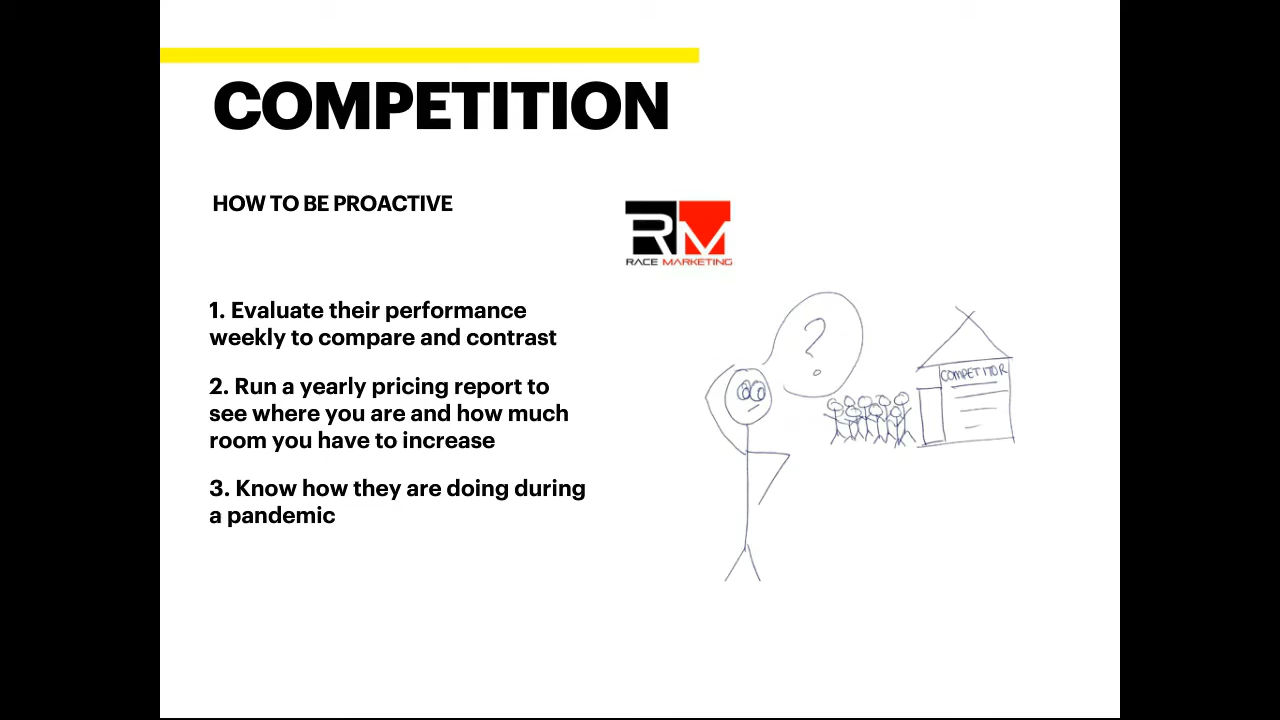 COMPETITION
HOW TO BE PROACTIVE
RM
RACE MARKETING
1. Evaluate their performance
weekly to compare and contrast
2. Run a yearly pricing report to
see where you are and how much
room you have to increase
3. Know how they are doing during
a pandemic
?
COMPETITOR